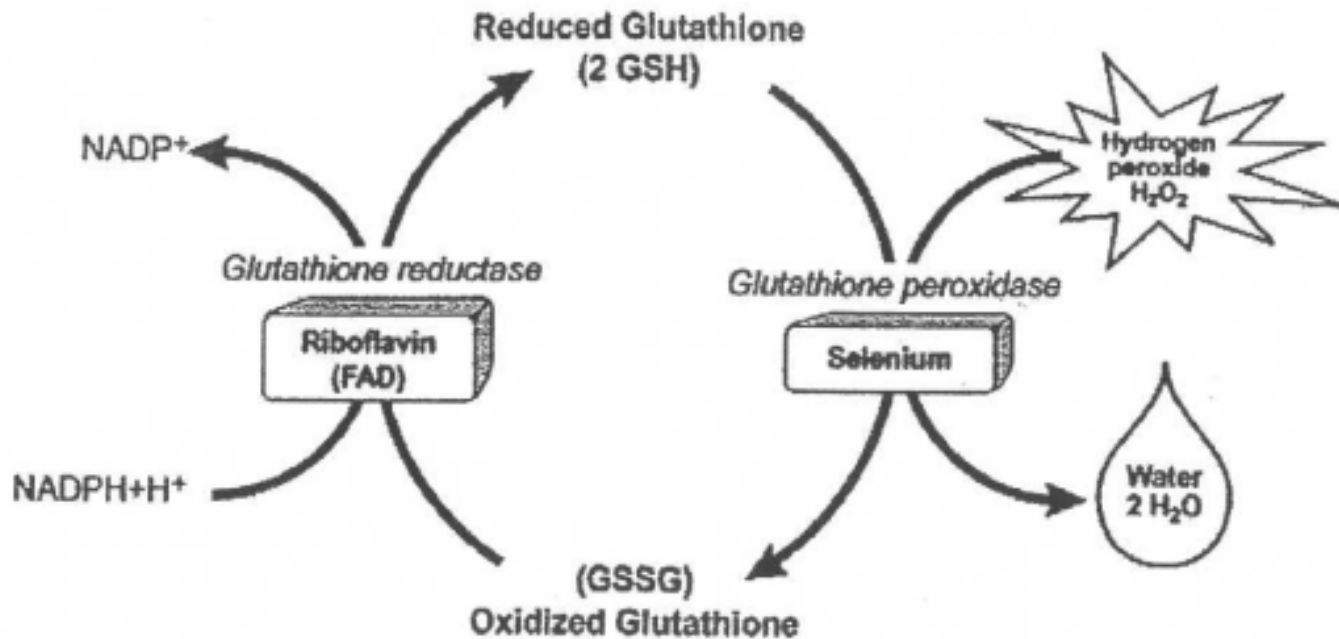 Reduced Glutathione
(2 GSH)
NADP⁺
Hydrogen
peroxide
H₂O₂
Glutathione reductase
Glutathione peroxidase
Riboflavin
(FAD)
Selenium
NADPH+H⁺
Water
2 H₂O
(GSSG)
Oxidized Glutathione